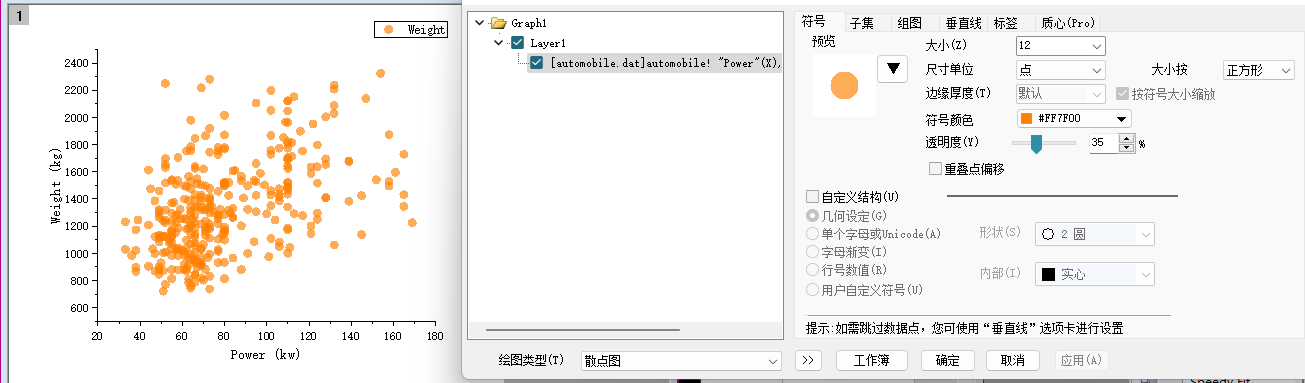 1
Weight
2400
2200
2000
1800
1600
1400
1200
1000
800
600
Weight (kg)
20
40
60
80
100
120
140
160
180
Power (kw)
Graph1
Layer1
[automobile.dat]automobile! "Power"(X),
符号
子集
组图
垂直线
标签
质心(Pro)
预览
大小(Z)
12
尺寸单位
点
大小按
正方形
边缘厚度(T)
默认
按符号大小缩放
符号颜色
#FF7F00
透明度(Y)
35
%
重叠点偏移
自定义结构(U)
几何设定(G)
单个字母或Unicode(A)
字母渐变(I)
行号数值(R)
用户自定义符号(U)
形状(S)
2 圆
内部(I)
实心
提示:如需跳过数据点，您可使用“垂直线”选项卡进行设置
绘图类型(T)
散点图
>>
工作簿
确定
取消
应用(A)
Speedy Fit